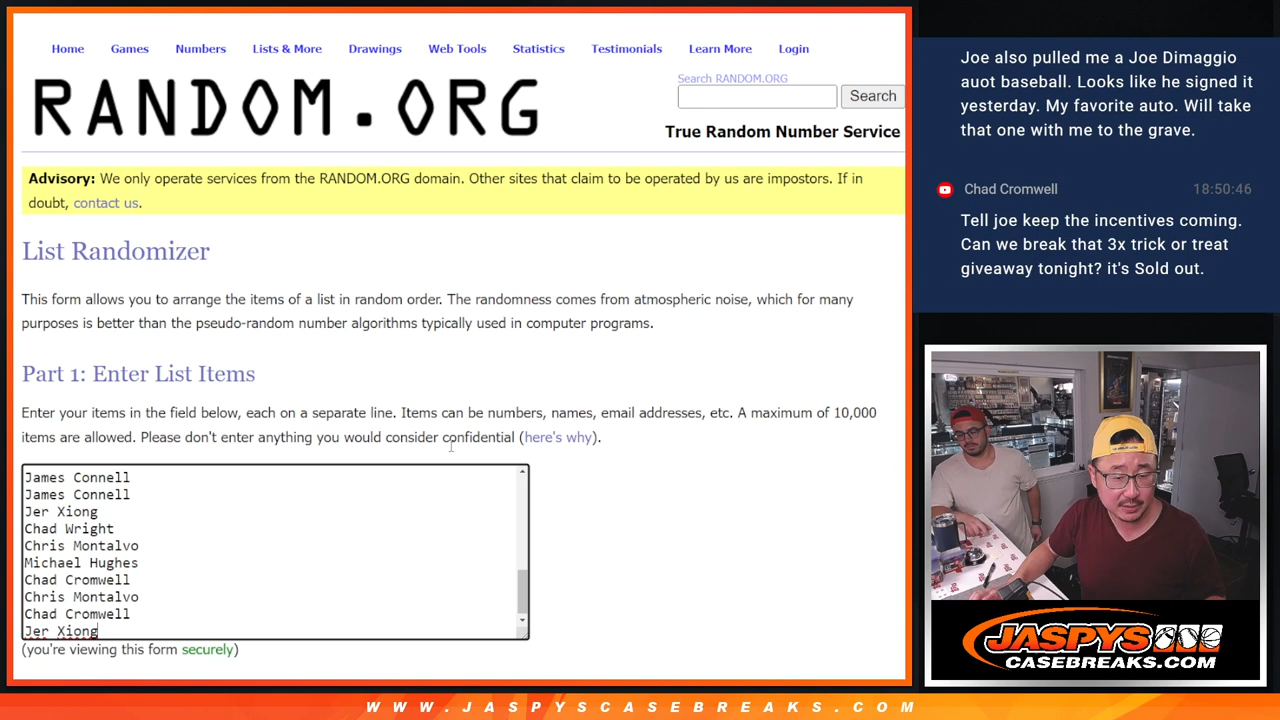 Home Games Numbers Lists & More Drawings Web Tools Statistics Testimonials Learn More Login
RANDOM.ORG
Search RANDOM.ORG
Search
True Random Number Service
Advisory: We only operate services from the RANDOM.ORG domain. Other sites that claim to be operated by us are impostors. If in
doubt, contact us.
List Randomizer
This form allows you to arrange the items of a list in random order. The randomness comes from atmospheric noise, which for many
purposes is better than the pseudo-random number algorithms typically used in computer programs.
Part 1: Enter List Items
Enter your items in the field below, each on a separate line. Items can be numbers, names, email addresses, etc. A maximum of 10,000
items are allowed. Please don't enter anything you would consider confidential (here's why).
James Connell
James Connell
Jer Xiong
Chad Wright
Chris Montalvo
Michael Hughes
Chad Cromwell
Chris Montalvo
Chad Cromwell
Jer Xiong
(you're viewing this form securely)
Joe also pulled me a Joe Dimaggio
auot baseball. Looks like he signed it
yesterday. My favorite auto. Will take
that one with me to the grave.
Chad Cromwell 18:50:46
Tell joe keep the incentives coming.
Can we break that 3x trick or treat
giveaway tonight? it's Sold out.
JASPYS
CASEBREAKS.COM
WWW.JASPYSCASEBREAKS.COM